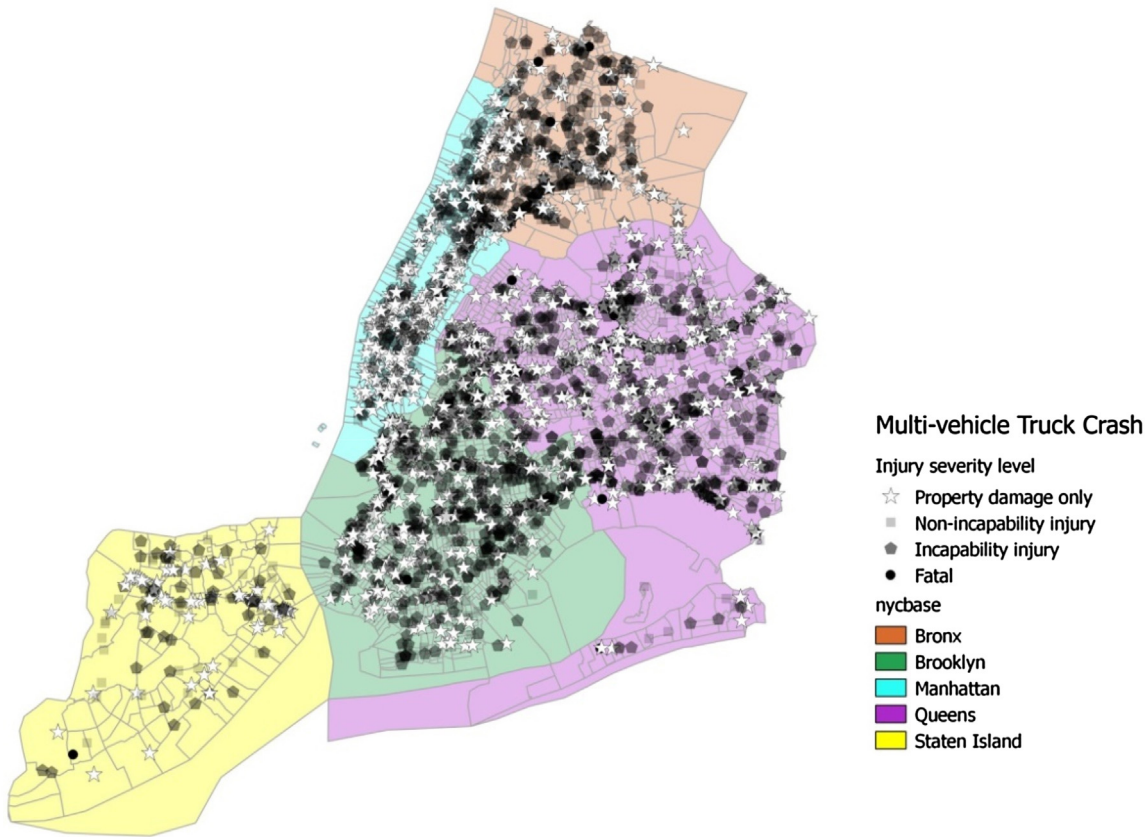 Multi-vehicle Truck Crash
Injury severity level
Property damage only
Non-incapability injury
Incapability injury
Fatal
nycbase
Bronx
Brooklyn
Manhattan
Queens
Staten Island